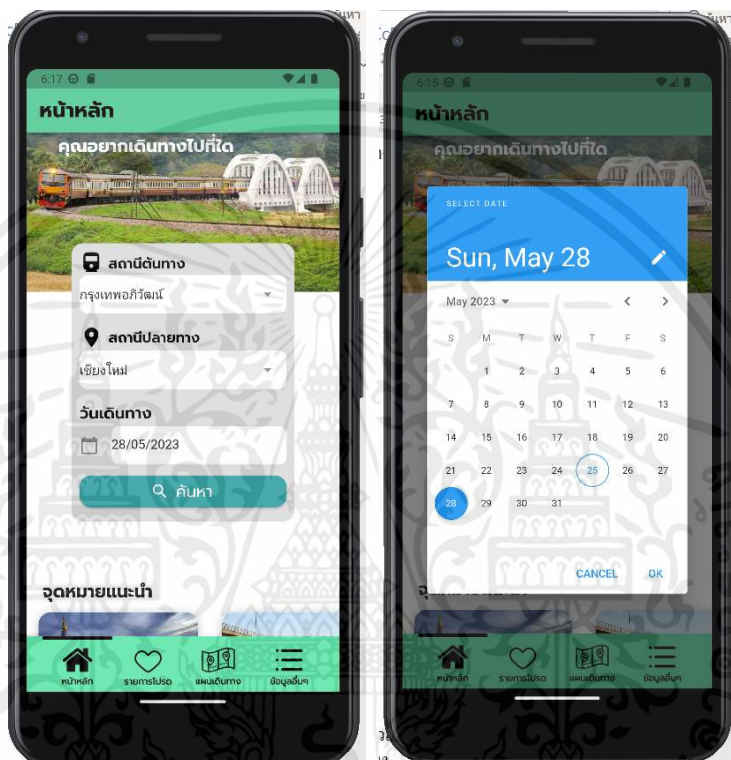 6:17
หน้าหลัก
คุณอยากเดินทางไปที่ใด
สถานีต้นทาง
กรุงเทพอภิวัฒน์
สถานีปลายทาง
เชียงใหม่
วันเดินทาง
28/05/2023
ค้นหา
จุดหมายแนะนำ
หน้าหลัก รายการโปรด แผนเดินทาง ข้อมูลอื่นๆ
6:15
หน้าหลัก
คุณอยากเดินทางไปที่ใด
SELECT DATE
Sun, May 28
May 2023
S M T W T F S
1 2 3 4 5 6
7 8 9 10 11 12 13
14 15 16 17 18 19 20
21 22 23 24 25 26 27
28 29 30 31
CANCEL OK
หน้าหลัก รายการโปรด แผนเดินทาง ข้อมูลอื่นๆ